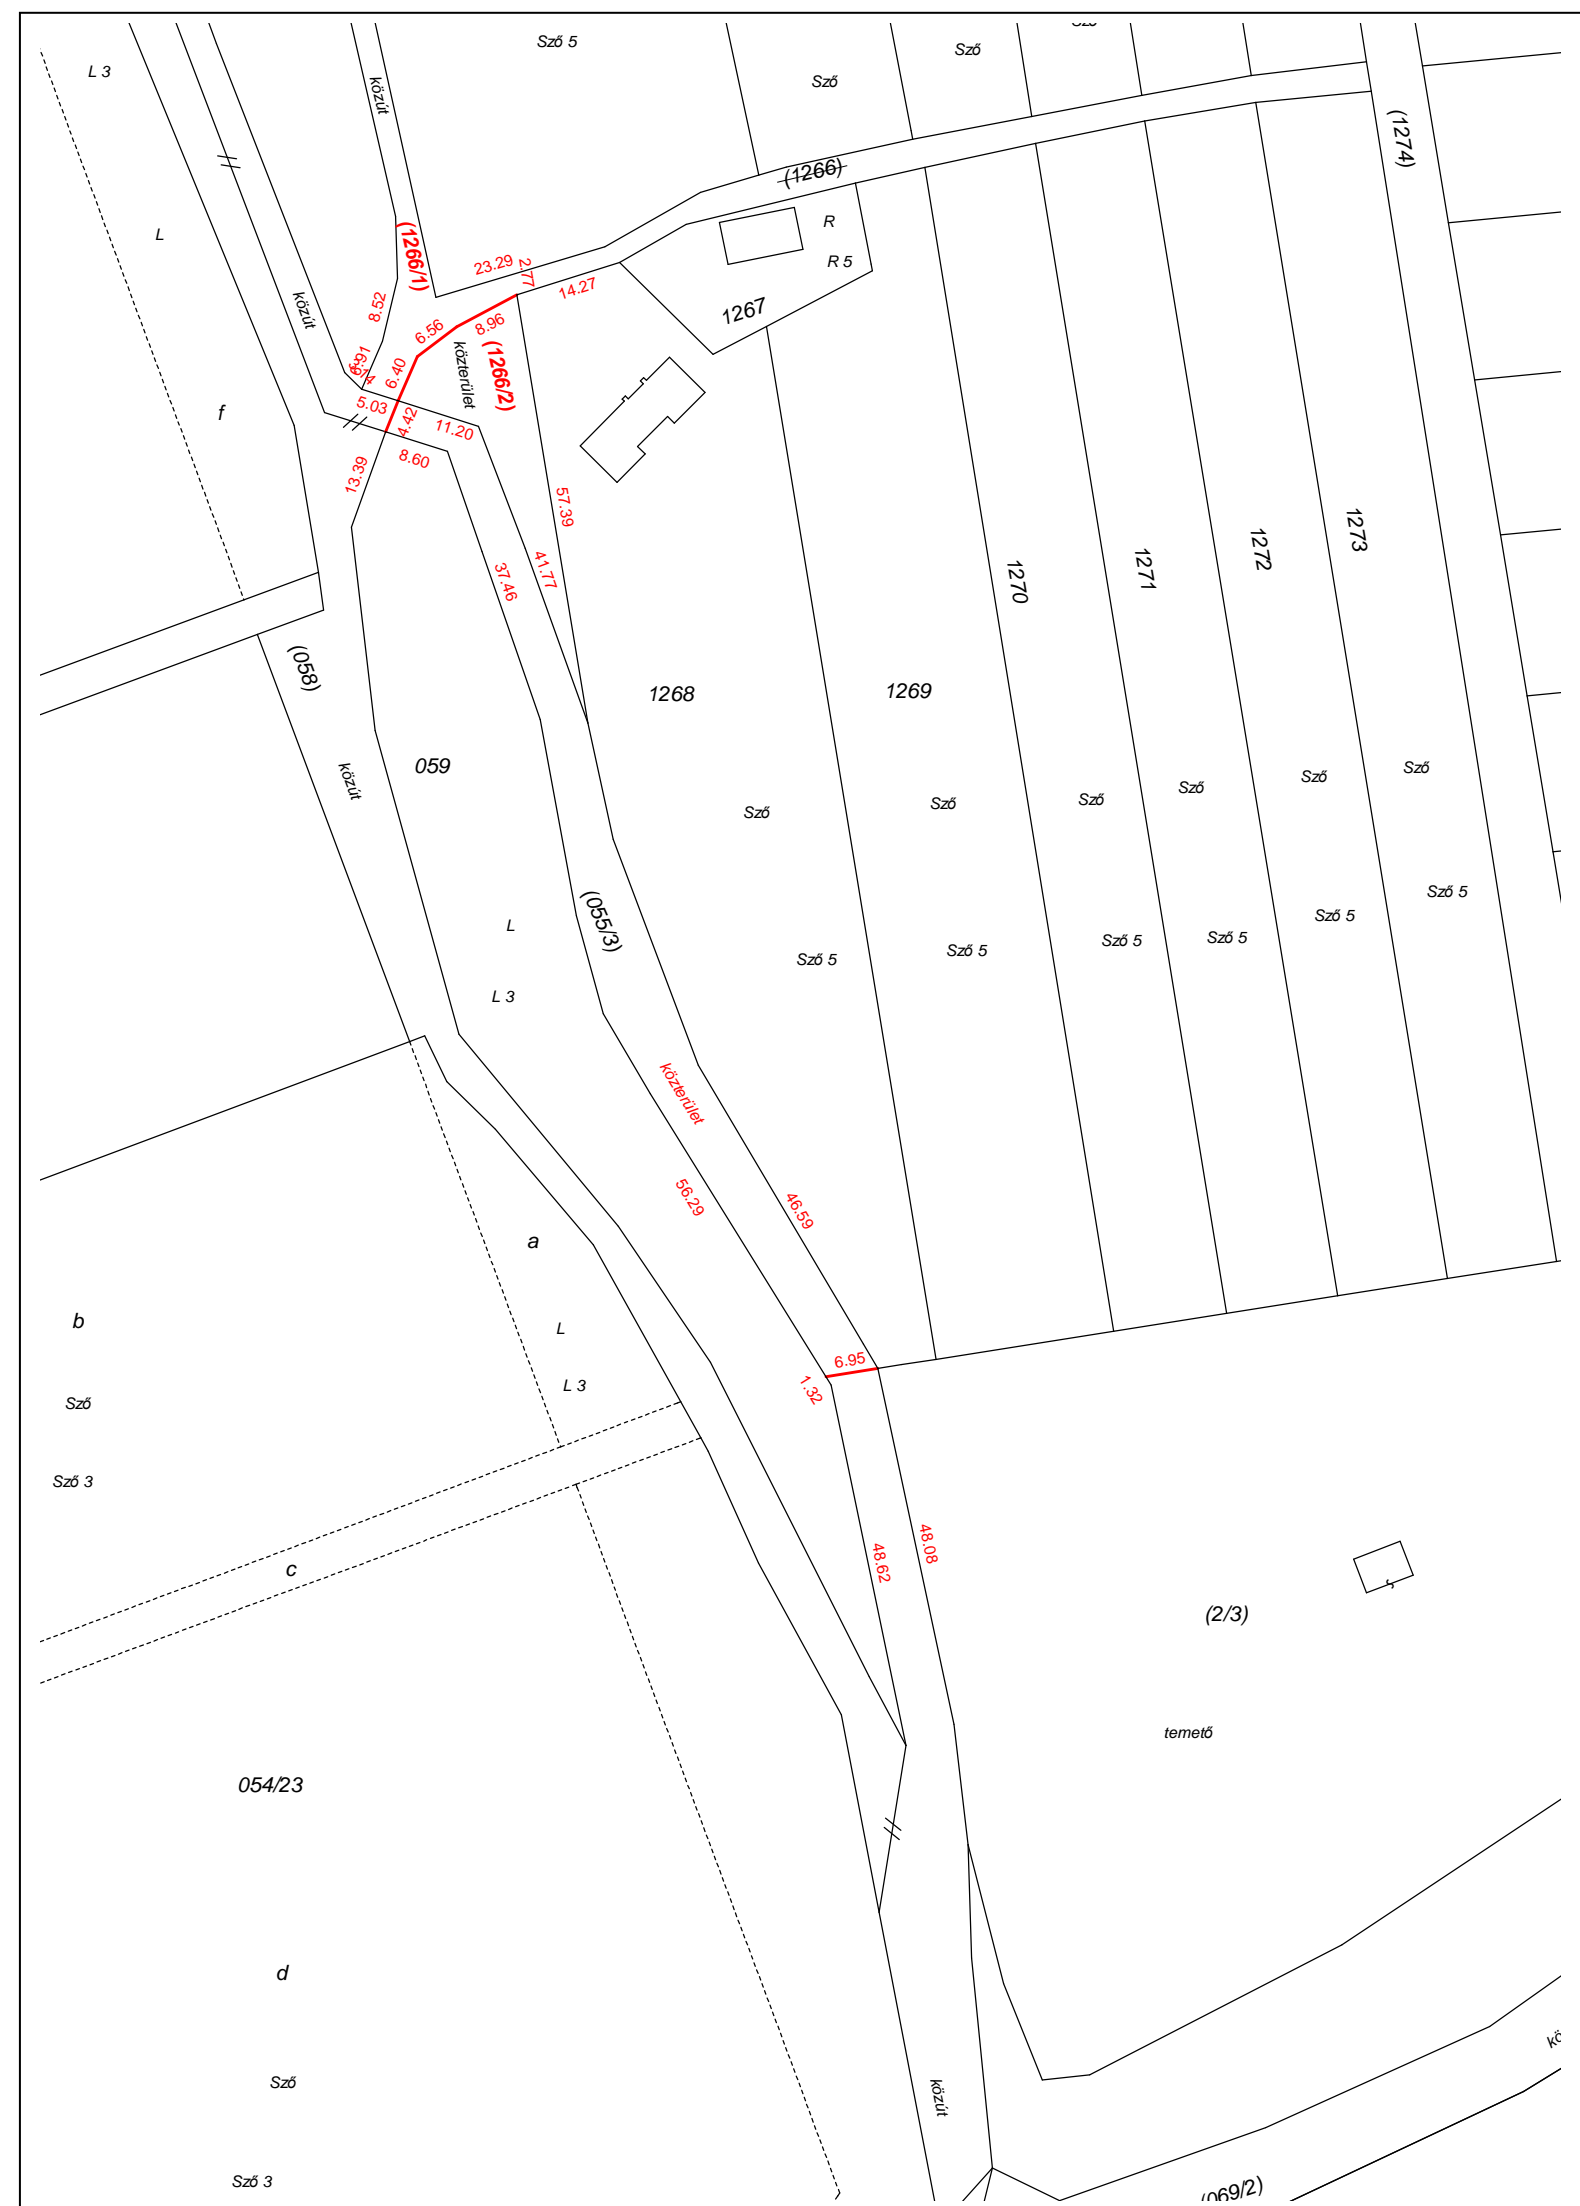 Sző 5
Sző
Sző
L 3
közút
(1274)
(1266)
R
R 5
L
(1266/1)
23.29
2.77
14.27
közút
8.52
1267
6.56
8.96
(1266/2)
közterület
6.40
5.03
4.42
11.20
f
8.60
13.39
57.39
1273
1272
1271
1270
41.77
37.46
(058)
1268
1269
közút
059
Sző
Sző
Sző
Sző
Sző
Sző
Sző 5
Sző 5
(055/3)
L
Sző 5
Sző 5
Sző 5
Sző 5
L 3
közterület
56.29
46.59
a
b
L
6.95
1.32
L 3
Sző
Sző 3
48.08
48.62
c
(2/3)
temető
054/23
d
Sző
közút
Sző 3
(069/2)